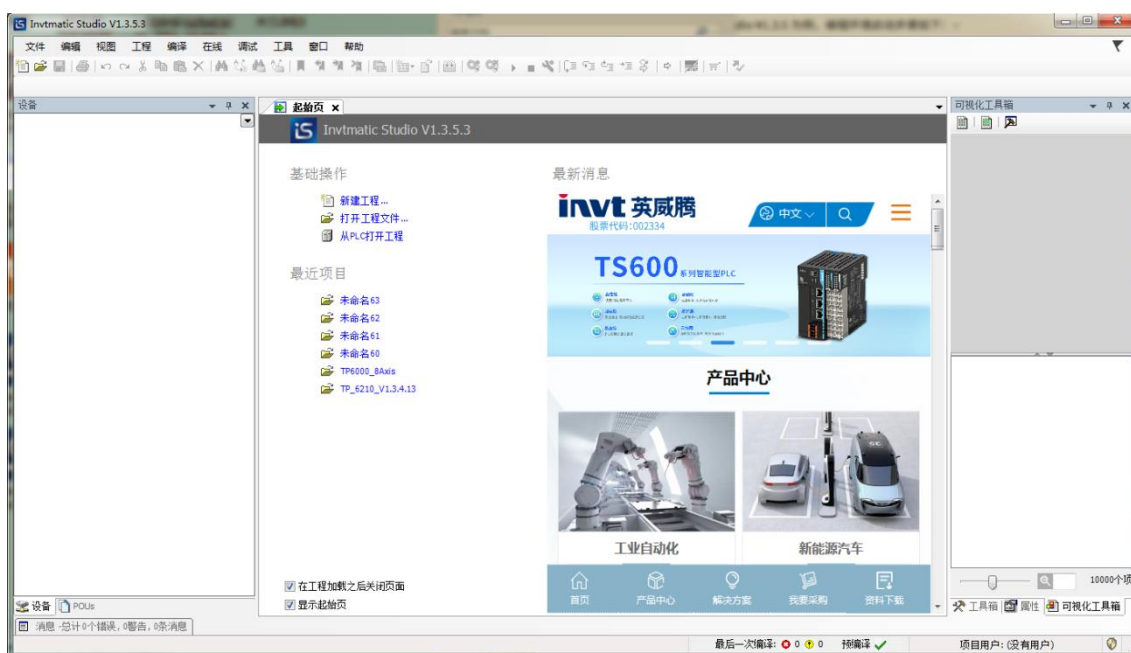 Invtmatic Studio V1.3.5.3
文件 编辑 视图 工程 编译 在线 调试 工具 窗口 帮助
设备
起始页
可视化工具箱
Invtmatic Studio V1.3.5.3
基础操作
新建工程...
打开工程文件...
从PLC打开工程
最近项目
未命名63
未命名62
未命名61
未命名60
TP6000_8Axis
TP_6210_V1.3.4.13
最新消息
invt 英威腾
股票代码:002334
中文
TS600 系列智能型PLC
产品中心
工业自动化
新能源汽车
首页 产品中心 解决方案 我要采购 资料下载
在工程加载之后关闭页面
显示起始页
10000个项
设备 POUs
工具箱 属性 可视化工具箱
消息 -总计0个错误, 0警告, 0条消息
最后一次编译: 0 0 预编译 项目用户: (没有用户)